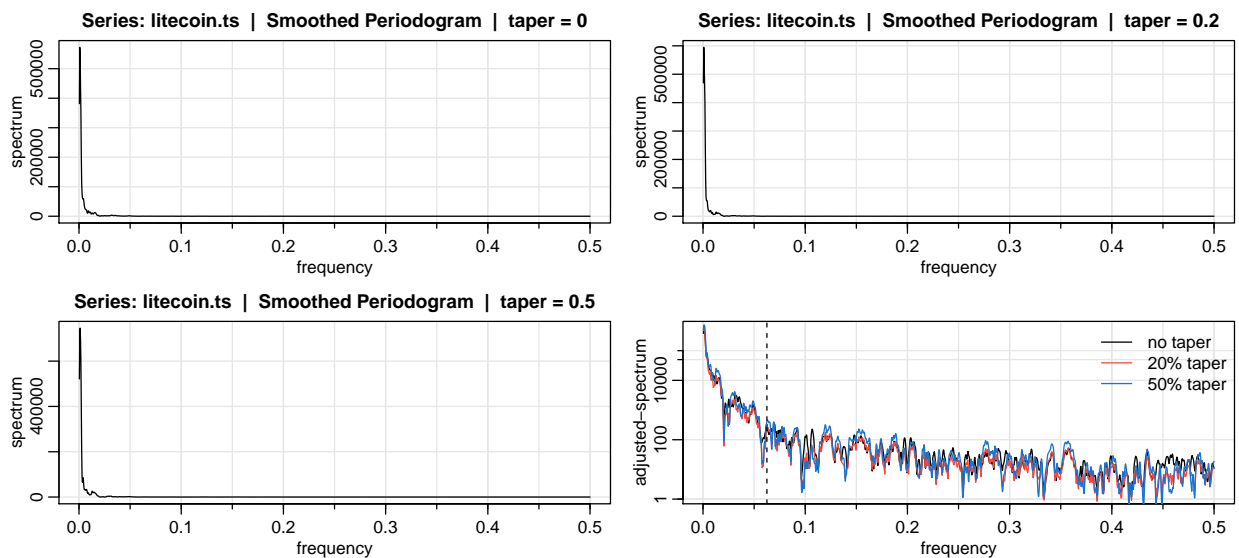 Series: litecoin.ts | Smoothed Periodogram | taper = 0
spectrum
0
200000
500000
0.0 0.1 0.2 0.3 0.4 0.5
frequency
Series: litecoin.ts | Smoothed Periodogram | taper = 0.2
spectrum
0
200000
500000
0.0 0.1 0.2 0.3 0.4 0.5
frequency
Series: litecoin.ts | Smoothed Periodogram | taper = 0.5
spectrum
0
400000
0.0 0.1 0.2 0.3 0.4 0.5
frequency
adjusted−spectrum
1
100
10000
no taper
20% taper
50% taper
0.0 0.1 0.2 0.3 0.4 0.5
frequency